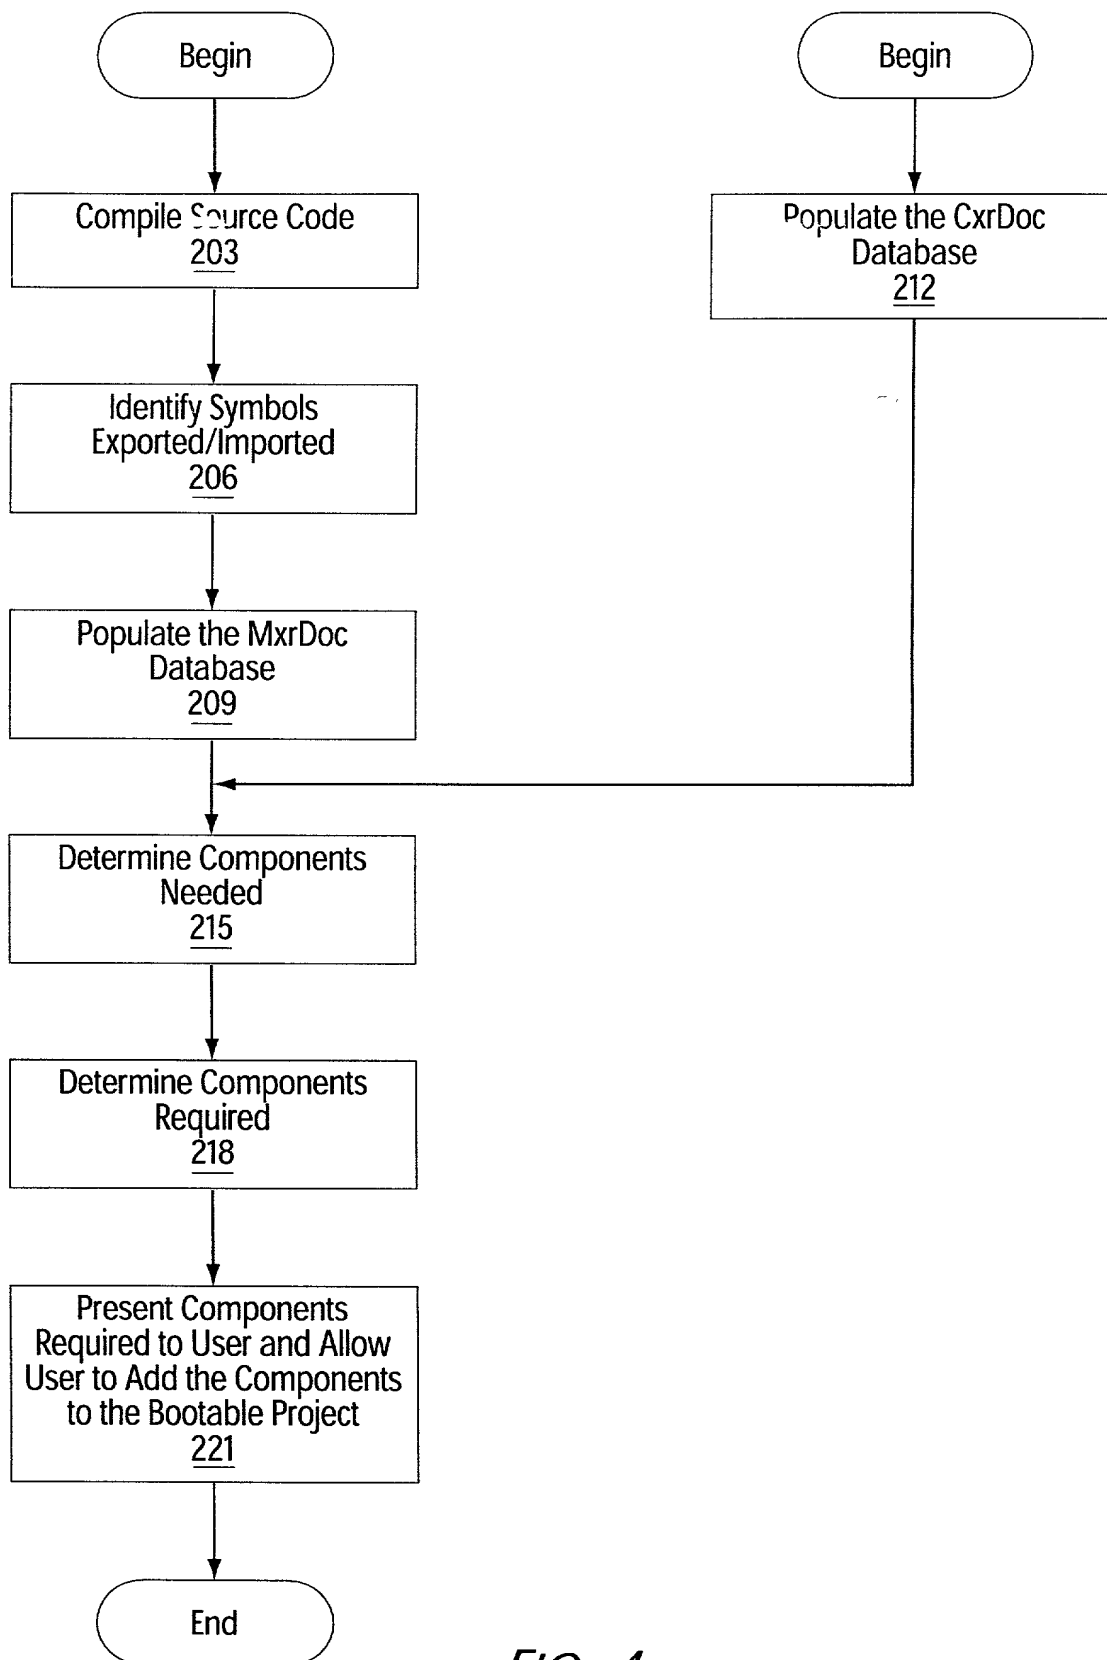 Begin
Compile Source Code
203
Identify Symbols
Exported/Imported
206
Populate the MxrDoc
Database
209
Begin
Populate the CxrDoc
Database
212
Determine Components
Needed
215
Determine Components
Required
218
Present Components
Required to User and Allow
User to Add the Components
to the Bootable Project
221
End
FIG. 4